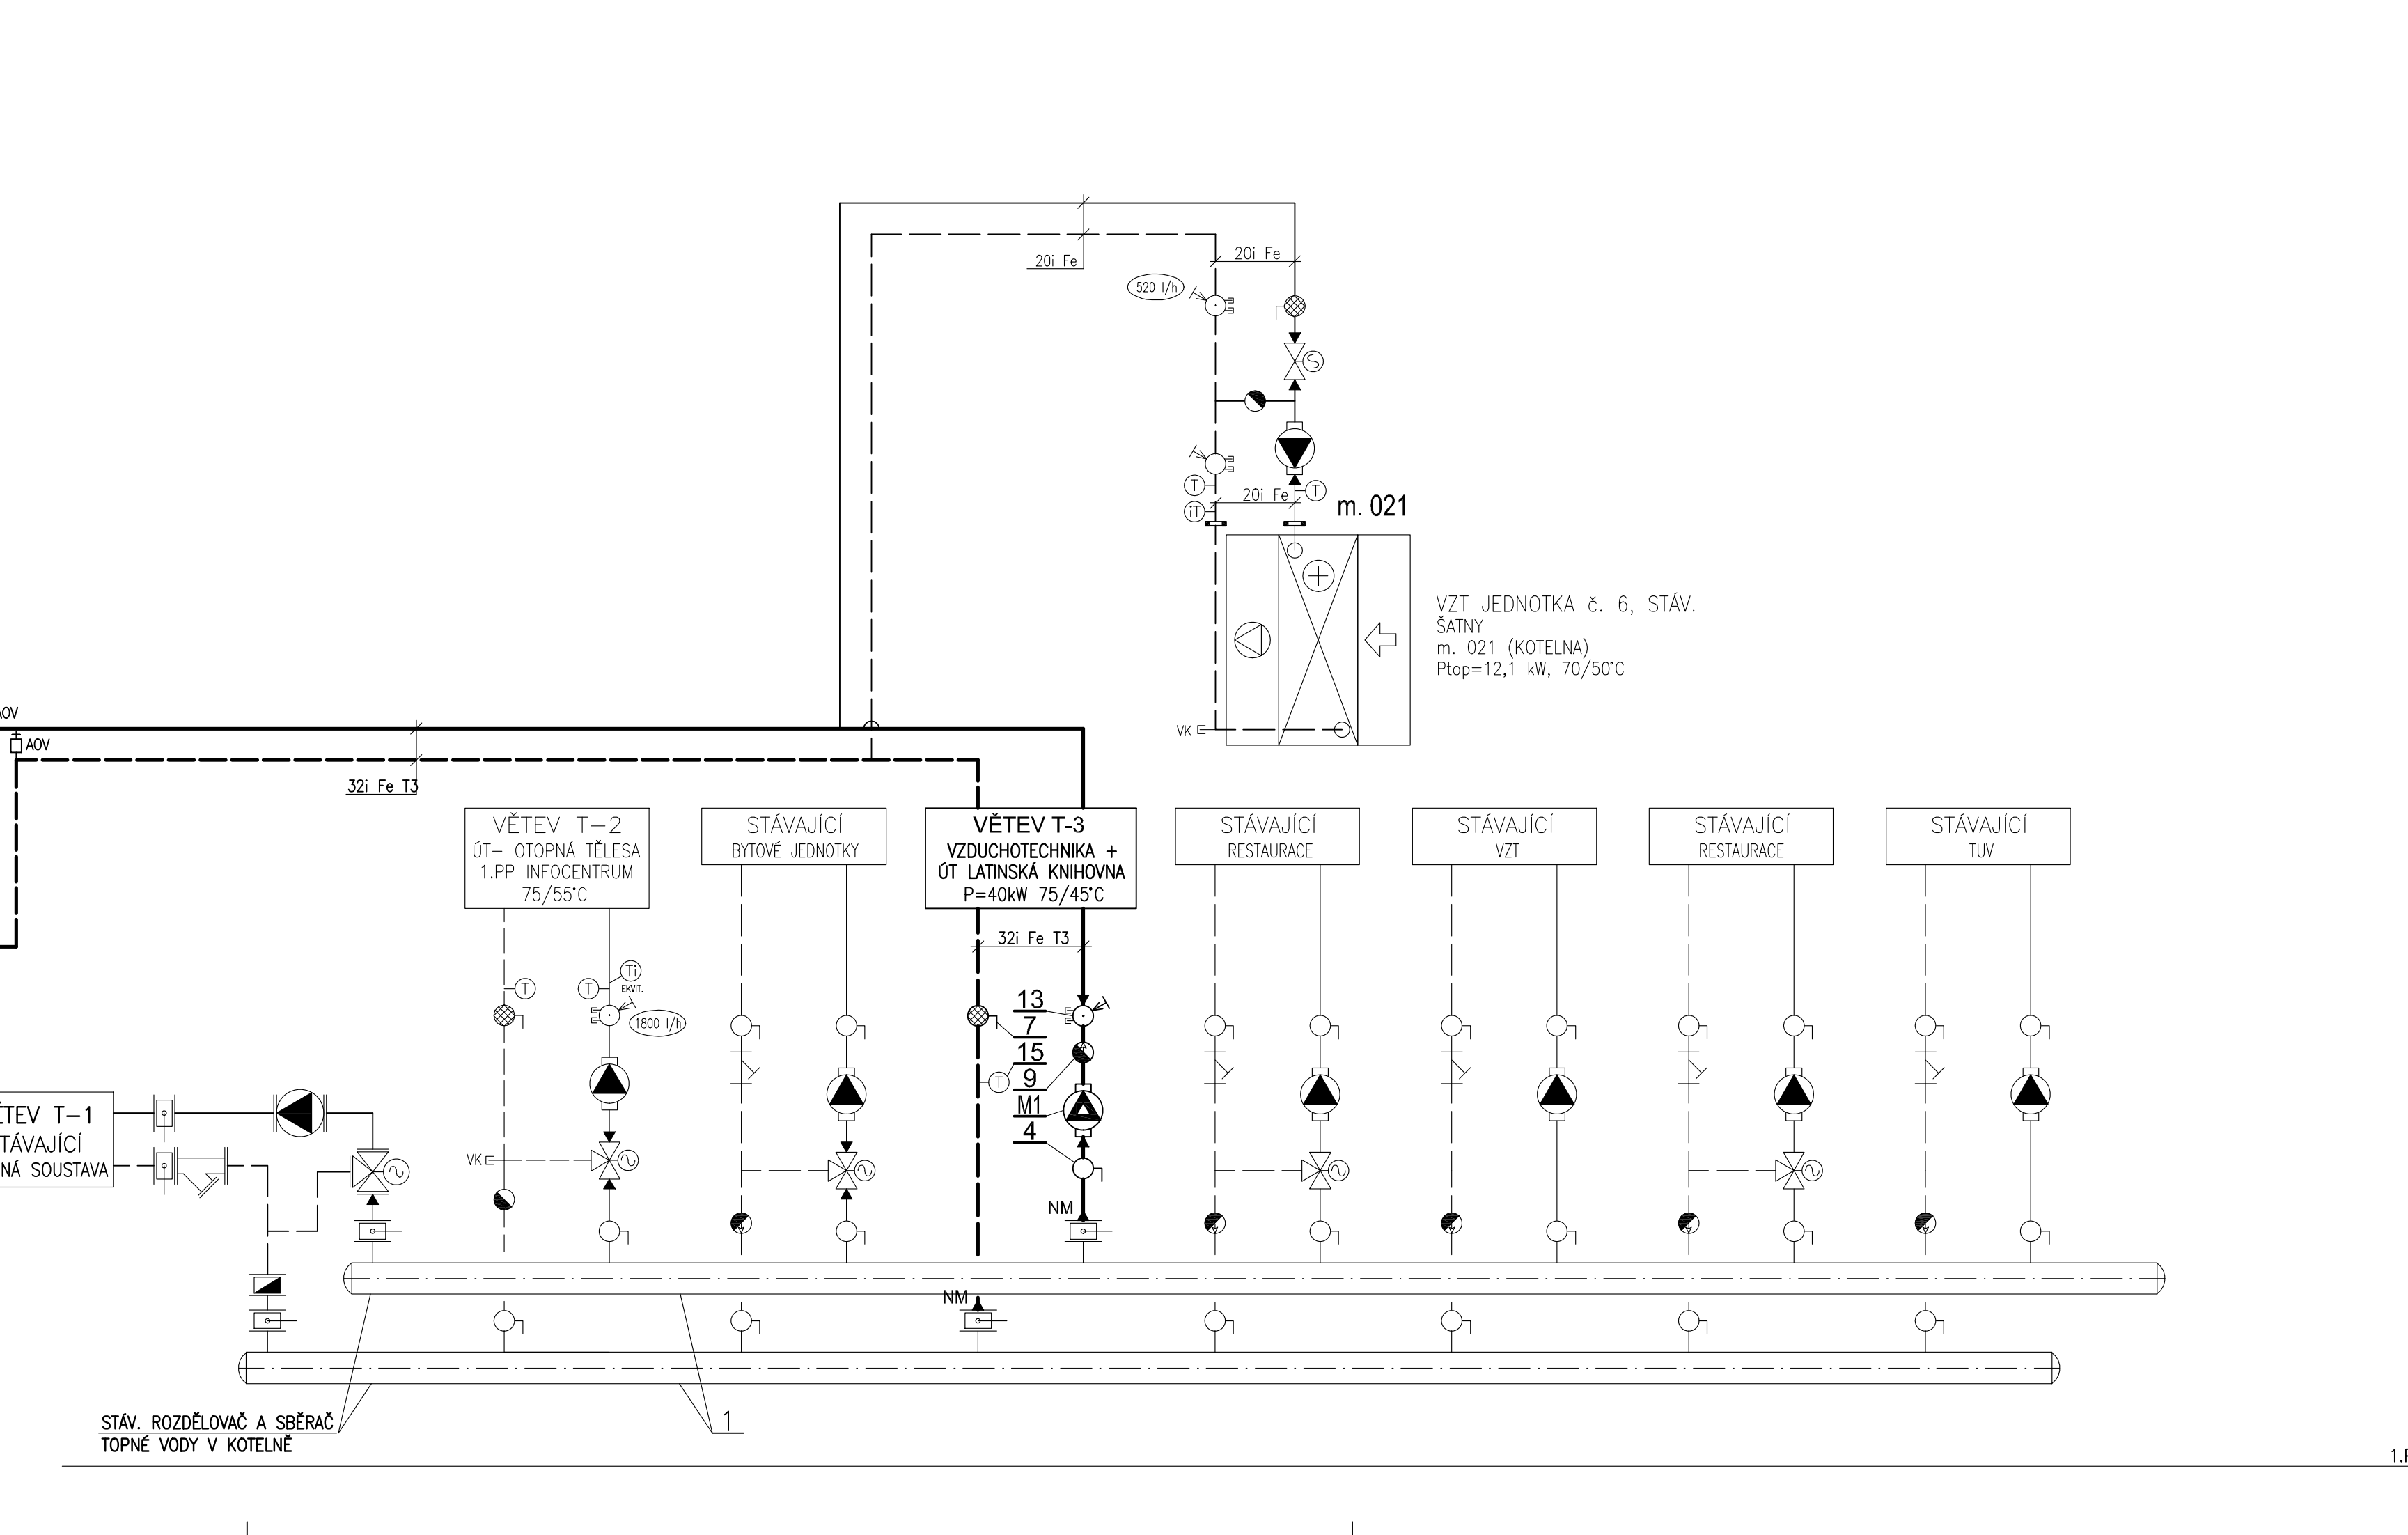 20i Fe
20i Fe
520 l/h
S
T
20i Fe
T
iT
m. 021
VZT JEDNOTKA č. 6, STÁV.
ŠATNY
m. 021 (KOTELNA)
Ptop=12,1 kW, 70/50°C
VK
AOV
AOV
32i Fe T3
VĚTEV T-2
ÚT- OTOPNÁ TĚLESA
1.PP INFOCENTRUM
75/55°C
STÁVAJÍCÍ
BYTOVÉ JEDNOTKY
VĚTEV T-3
VZDUCHOTECHNIKA +
ÚT LATINSKÁ KNIHOVNA
P=40kW 75/45°C
STÁVAJÍCÍ
RESTAURACE
STÁVAJÍCÍ
VZT
STÁVAJÍCÍ
RESTAURACE
STÁVAJÍCÍ
TUV
32i Fe T3
T
T
Ti
EKVIT.
1800 l/h
13
7
15
T
9
M1
4
VK
NM
NM
ĚTEV T-1
TÁVAJÍCÍ
NÁ SOUSTAVA
STÁV. ROZDĚLOVAČ A SBĚRAČ
TOPNÉ VODY V KOTELNĚ
1
1.P